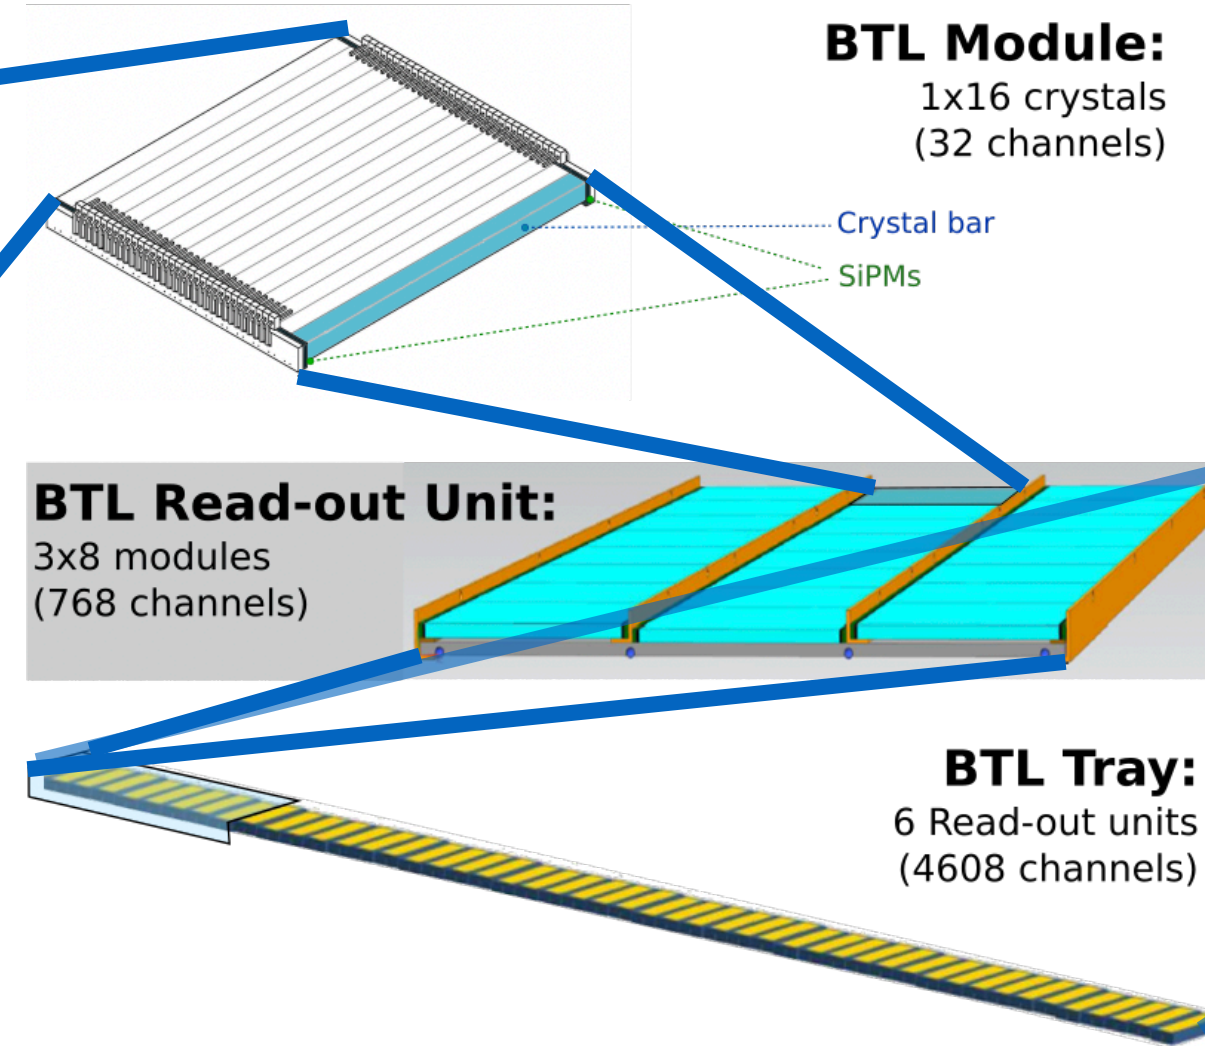 BTL Module:
1x16 crystals
(32 channels)
Crystal bar
SiPMs
BTL Read-out Unit:
3x8 modules
(768 channels)
BTL Tray:
6 Read-out units
(4608 channels)